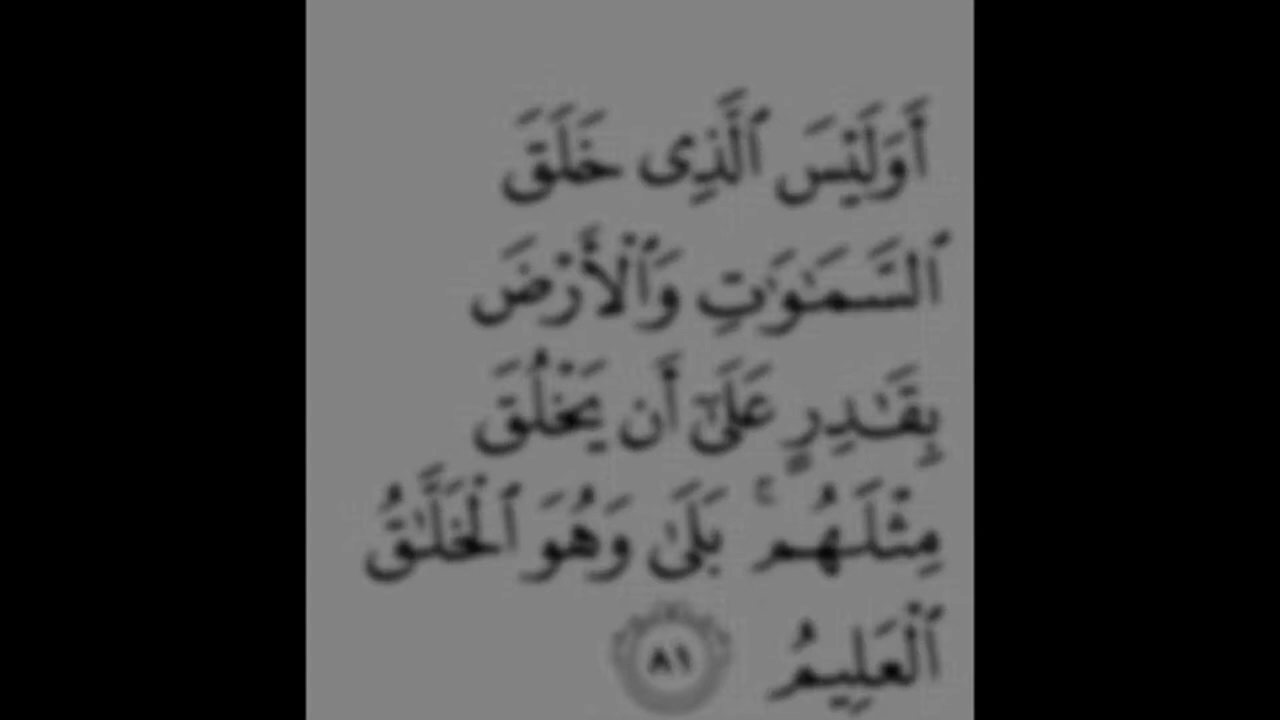 أَوَلَيْسَ ٱلَّذِى خَلَقَ
ٱلسَّمَـٰوَٰتِ وَٱلْأَرْضَ
بِقَـٰدِرٍ عَلَىٰٓ أَن يَخْلُقَ
مِثْلَهُم ۚ بَلَىٰ وَهُوَ ٱلْخَلَّـٰقُ
ٱلْعَلِيمُ ٨١